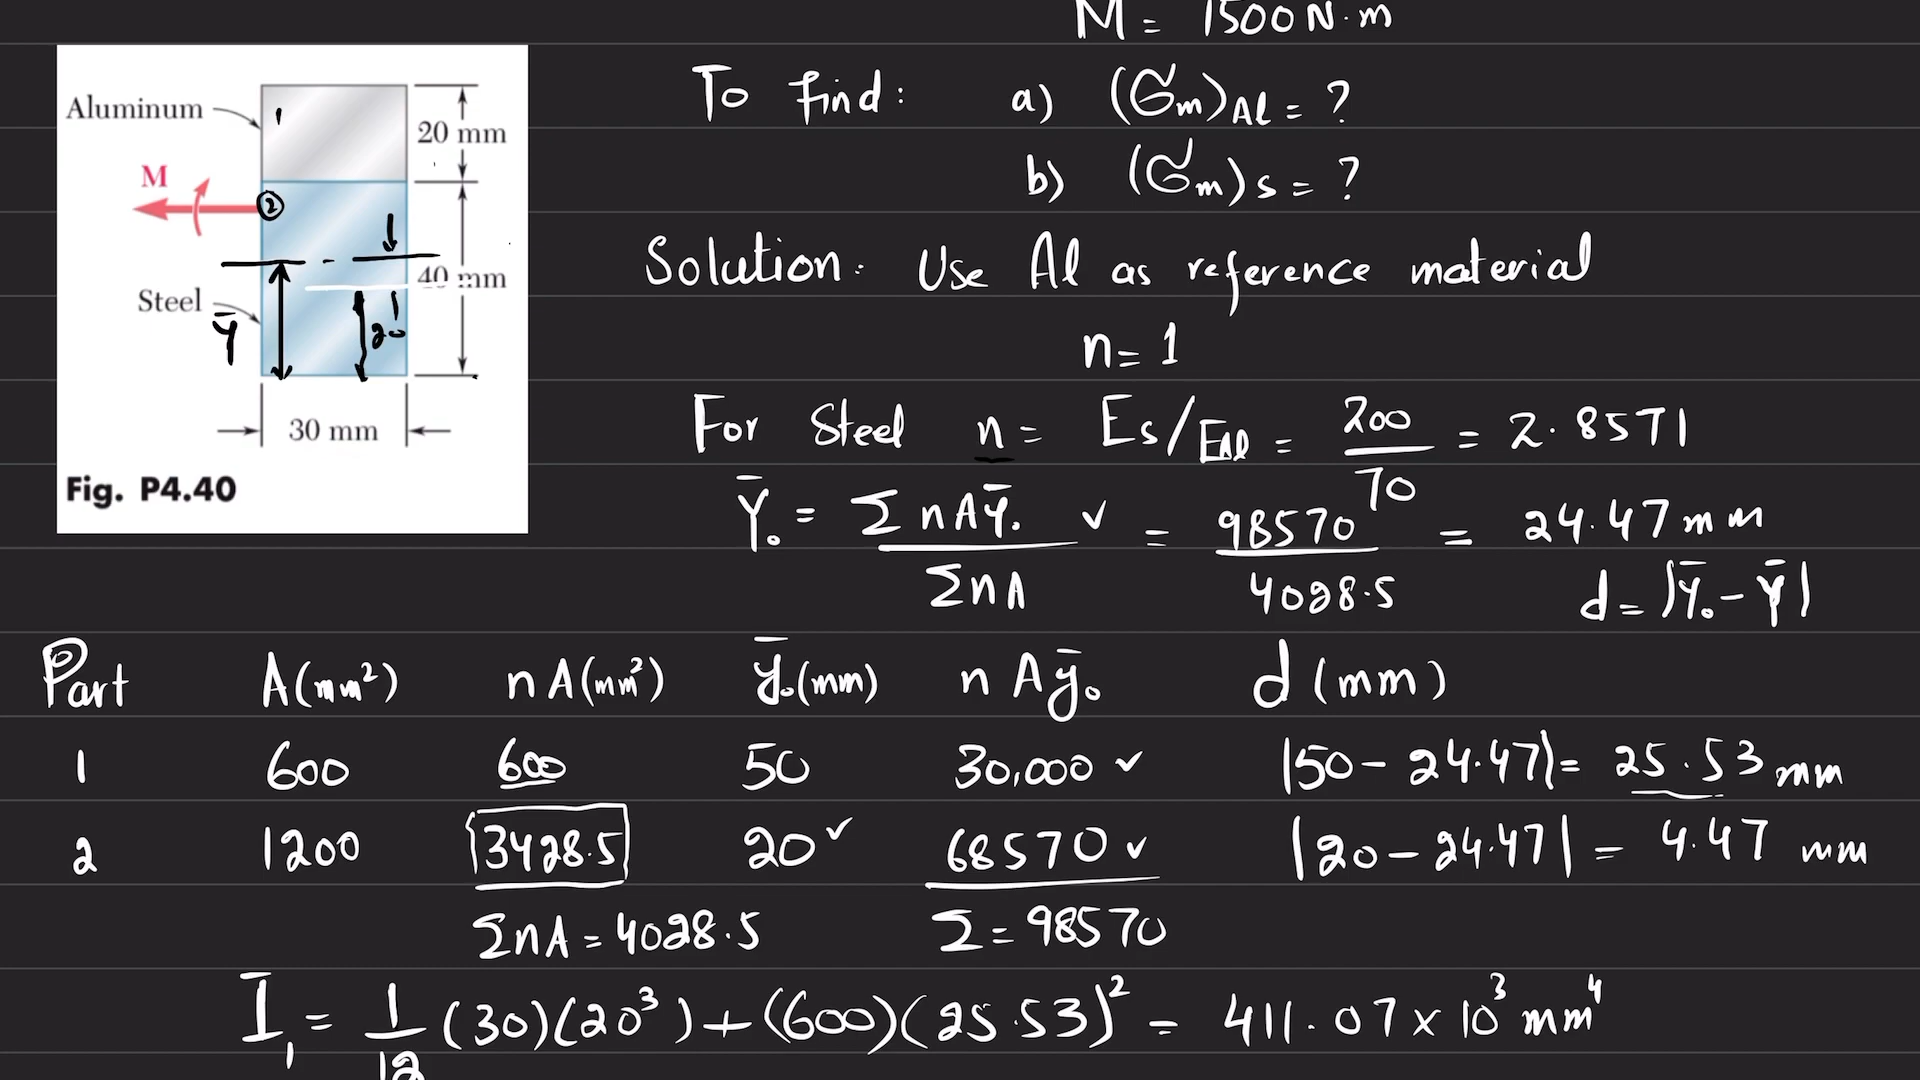 M = 1500 N·m
To find: a) (σm)Al = ?
b) (σm)s = ?
Solution: Use Al as reference material
n = 1
For Steel n = Es/EAl = 200/70 = 2.8571
Ȳ₀ = ΣnAȳ₀/ΣnA ✓ = 98570/4028.5 = 24.47 mm
d = |ȳ₀ - Ȳ|
Aluminum
1
20 mm
M
2
40 mm
Steel
Ȳ
20
30 mm
Fig. P4.40
Part A(mm²) nA(mm²) ȳ₀(mm) nAȳ₀ d(mm)
1 600 600 50 30,000 ✓ |50 - 24.47| = 25.53 mm
2 1200 3428.5 20 ✓ 68570 ✓ |20 - 24.47| = 4.47 mm
ΣnA = 4028.5 Σ = 98570
Ī₁ = 1/12 (30)(20³) + (600)(25.53)² = 411.07 × 10³ mm⁴